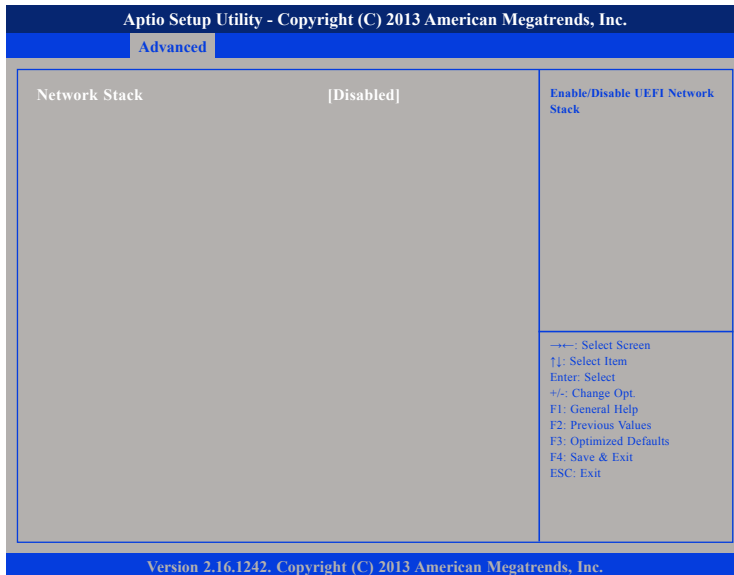 Aptio Setup Utility - Copyright (C) 2013 American Megatrends, Inc.
Advanced
Network Stack [Disabled]
Enable/Disable UEFI Network
Stack
→←: Select Screen
↑↓: Select Item
Enter: Select
+/-: Change Opt.
F1: General Help
F2: Previous Values
F3: Optimized Defaults
F4: Save & Exit
ESC: Exit
Version 2.16.1242. Copyright (C) 2013 American Megatrends, Inc.